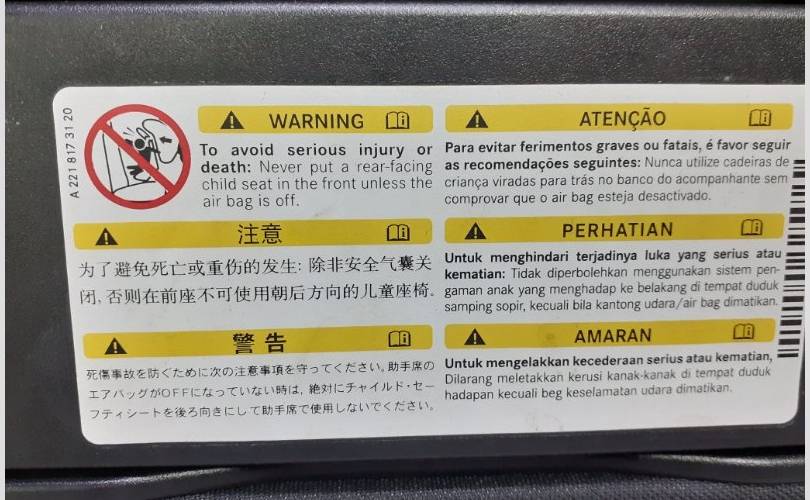 A 221 817 31 20
WARNING
To avoid serious injury or
death: Never put a rear-facing
child seat in the front unless the
air bag is off.
注意
为了避免死亡或重伤的发生: 除非安全气囊关
闭, 否则在前座不可使用朝后方向的儿童座椅.
警告
死傷事故を防ぐために次の注意事項を守ってください。助手席の
エアバッグがOFFになっていない時は, 絶対にチャイルド・セー
フティシートを後ろ向きにして助手席で使用しないでください。
ATENÇÃO
Para evitar ferimentos graves ou fatais, é favor seguir
as recomendações seguintes: Nunca utilize cadeiras de
criança viradas para trás no banco do acompanhante sem
comprovar que o air bag esteja desactivado.
PERHATIAN
Untuk menghindari terjadinya luka yang serius atau
kematian: Tidak diperbolehkan menggunakan sistem pen-
gaman anak yang menghadap ke belakang di tempat duduk
samping sopir, kecuali bila kantong udara/air bag dimatikan.
AMARAN
Untuk mengelakkan kecederaan serius atau kematian,
Dilarang meletakkan kerusi kanak-kanak di tempat duduk
hadapan kecuali beg keselamatan udara dimatikan.